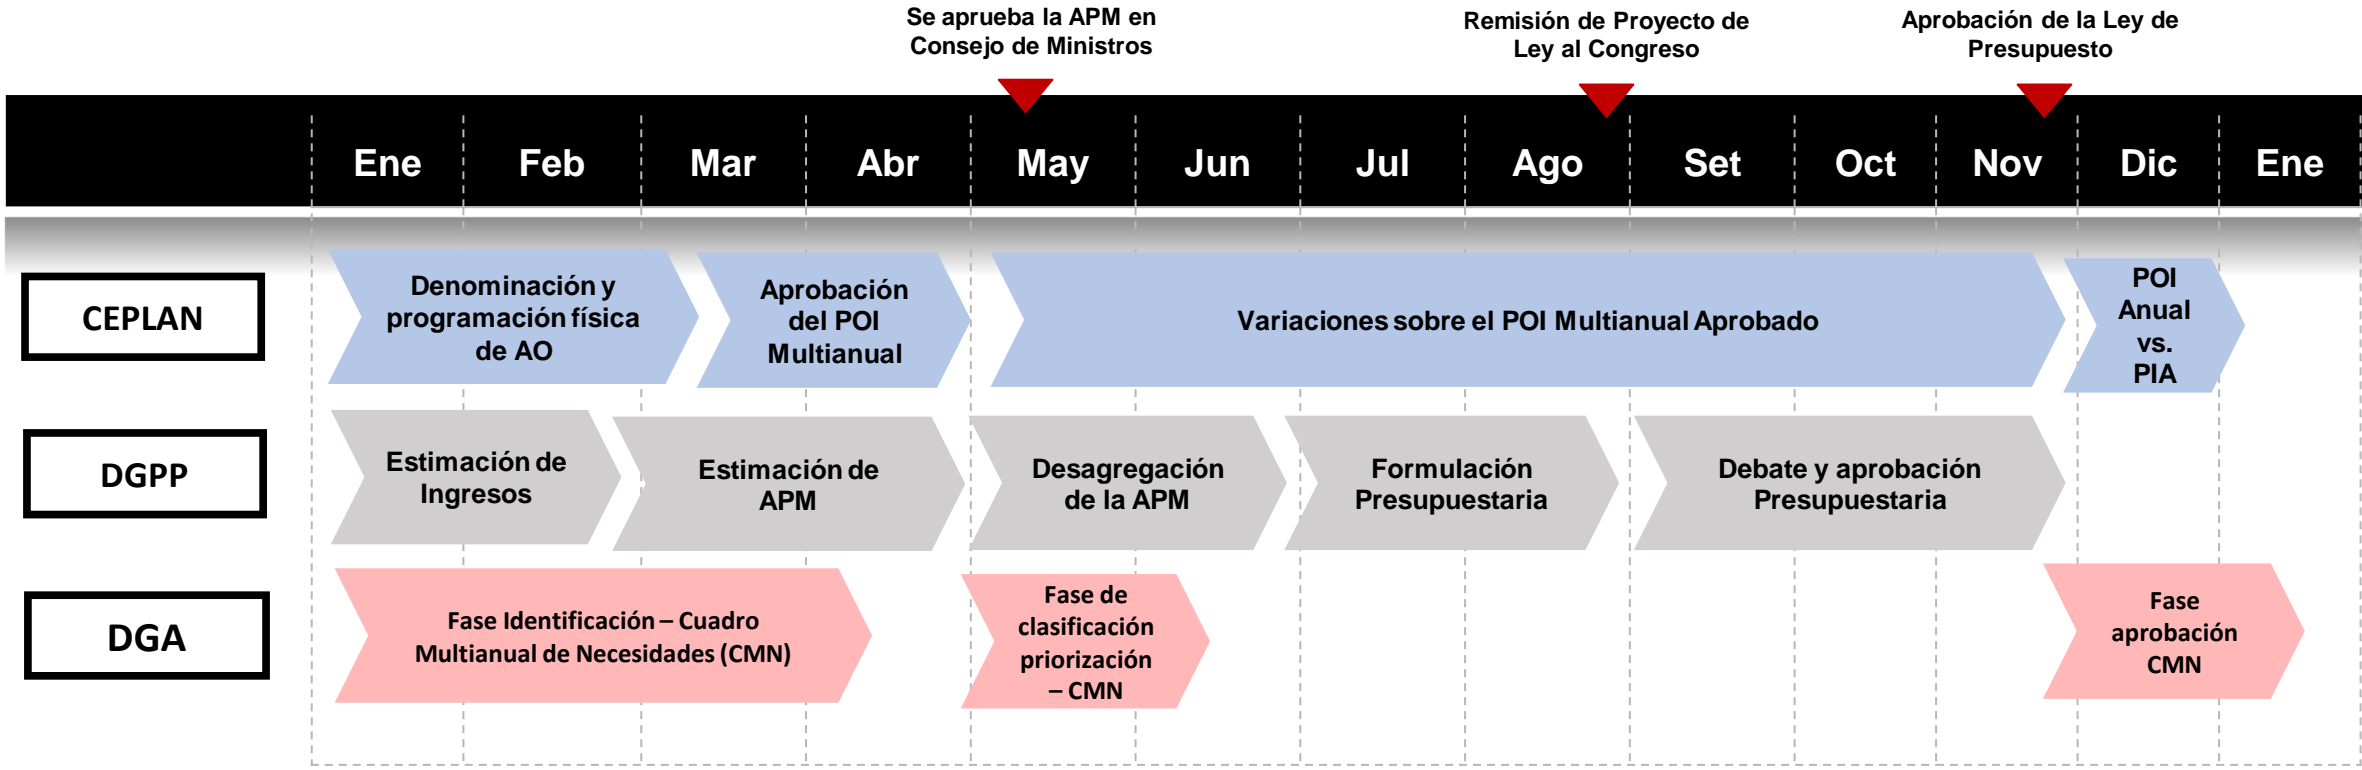 Se aprueba la APM en
Consejo de Ministros
Remisión de Proyecto de
Ley al Congreso
Aprobación de la Ley de
Presupuesto
Ene
Feb
Mar
Abr
May
Jun
Jul
Ago
Set
Oct
Nov
Dic
Ene
CEPLAN
Denominación y
programación física
de AO
Aprobación
del POI
Multianual
Variaciones sobre el POI Multianual Aprobado
POI
Anual
vs.
PIA
DGPP
Estimación de
Ingresos
Estimación de
APM
Desagregación
de la APM
Formulación
Presupuestaria
Debate y aprobación
Presupuestaria
DGA
Fase Identificación – Cuadro
Multianual de Necesidades (CMN)
Fase de
clasificación
priorización
– CMN
Fase
aprobación
CMN